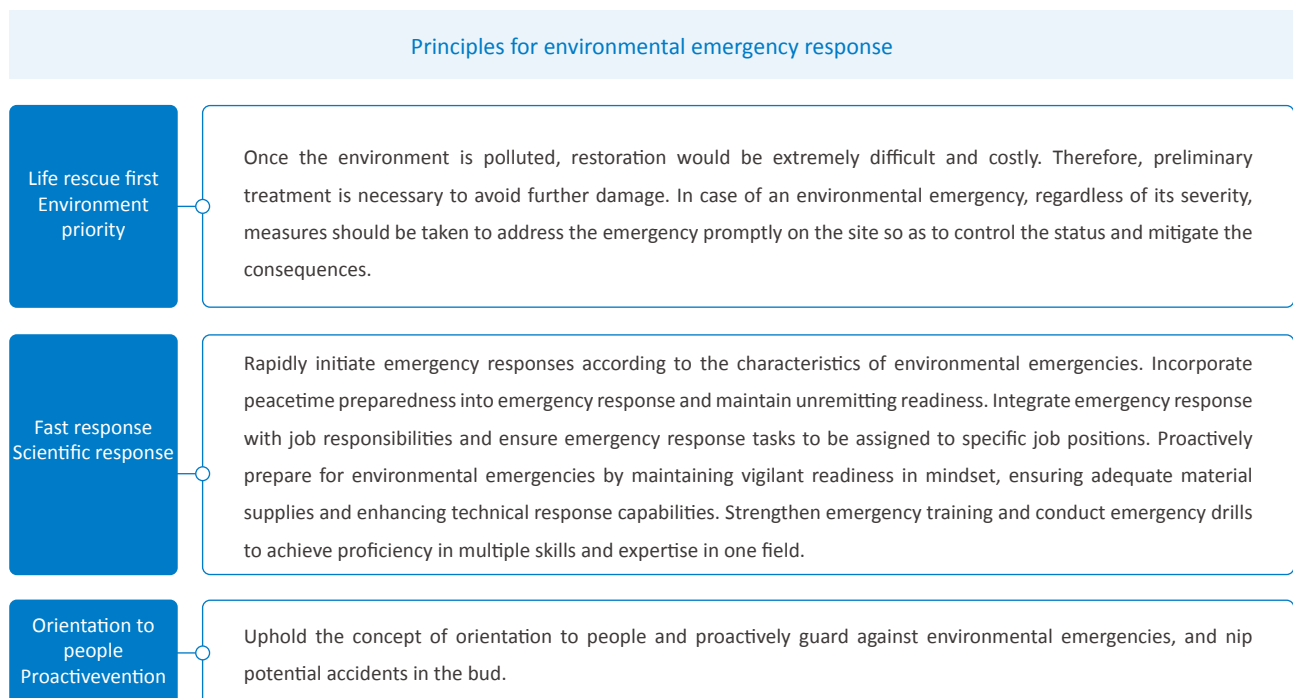 Principles for environmental emergency response
Life rescue first
Environment
priority
Once the environment is polluted, restoration would be extremely difficult and costly. Therefore, preliminary
treatment is necessary to avoid further damage. In case of an environmental emergency, regardless of its severity,
measures should be taken to address the emergency promptly on the site so as to control the status and mitigate the
consequences.
Fast response
Scientific response
Rapidly initiate emergency responses according to the characteristics of environmental emergencies. Incorporate
peacetime preparedness into emergency response and maintain unremitting readiness. Integrate emergency response
with job responsibilities and ensure emergency response tasks to be assigned to specific job positions. Proactively
prepare for environmental emergencies by maintaining vigilant readiness in mindset, ensuring adequate material
supplies and enhancing technical response capabilities. Strengthen emergency training and conduct emergency drills
to achieve proficiency in multiple skills and expertise in one field.
Orientation to
people
Proactivevention
Uphold the concept of orientation to people and proactively guard against environmental emergencies, and nip
potential accidents in the bud.